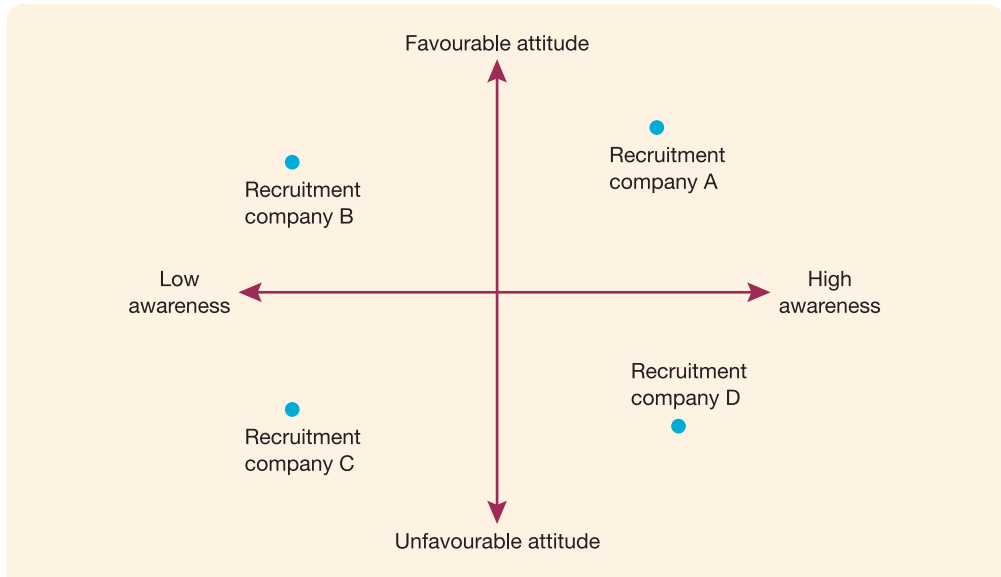 Favourable attitude
Recruitment
company A
Recruitment
company B
Low
awareness
High
awareness
Recruitment
company D
Recruitment
company C
Unfavourable attitude